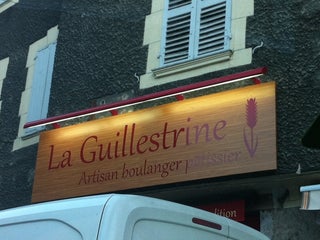 La Guillestrine
Artisan boulanger pâtissier